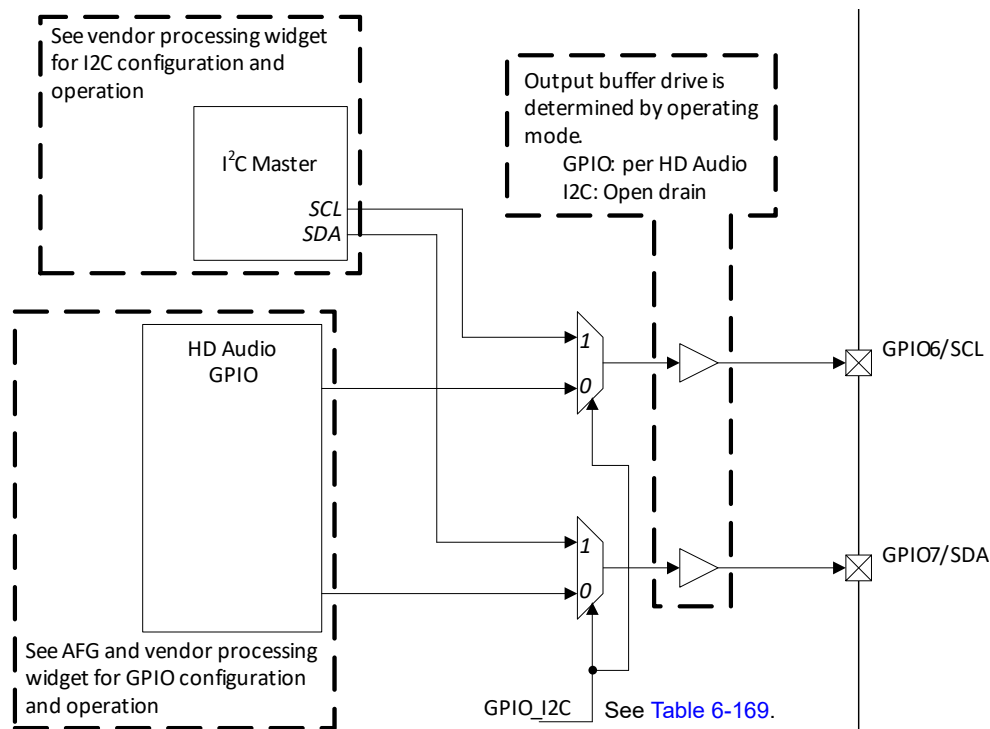 See vendor processing widget
for I2C configuration and
operation
I²C Master
SCL
SDA
Output buffer drive is
determined by operating
mode.
GPIO: per HD Audio
I2C: Open drain
HD Audio
GPIO
1
0
GPIO6/SCL
1
0
GPIO7/SDA
See AFG and vendor processing
widget for GPIO configuration
and operation
GPIO_I2C
See Table 6-169.